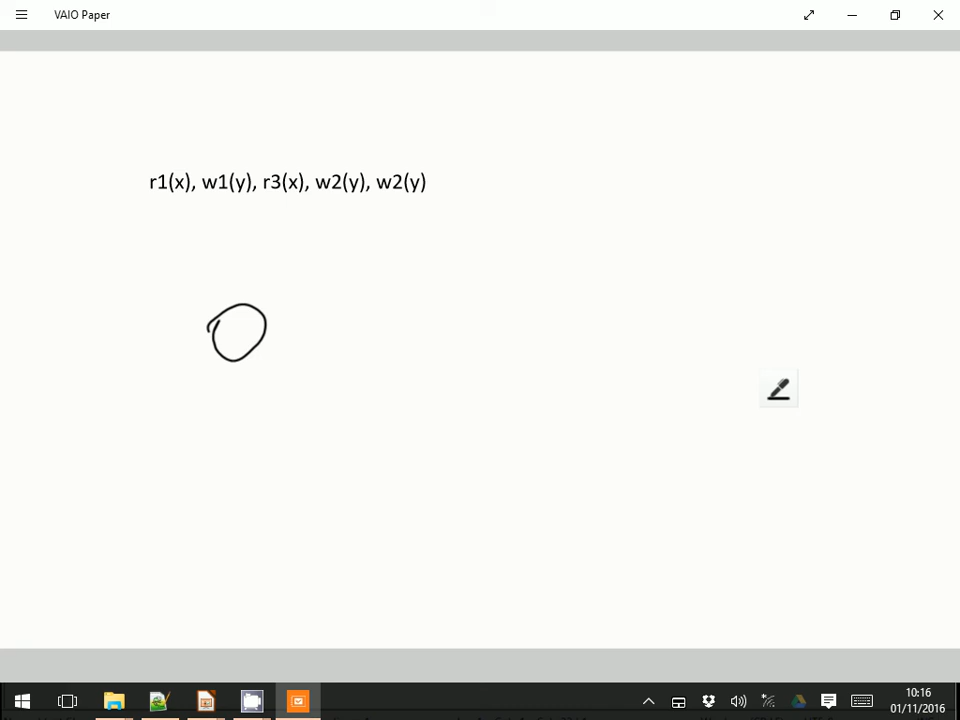 VAIO Paper
r1(x), w1(y), r3(x), w2(y), w2(y)
10:16
01/11/2016